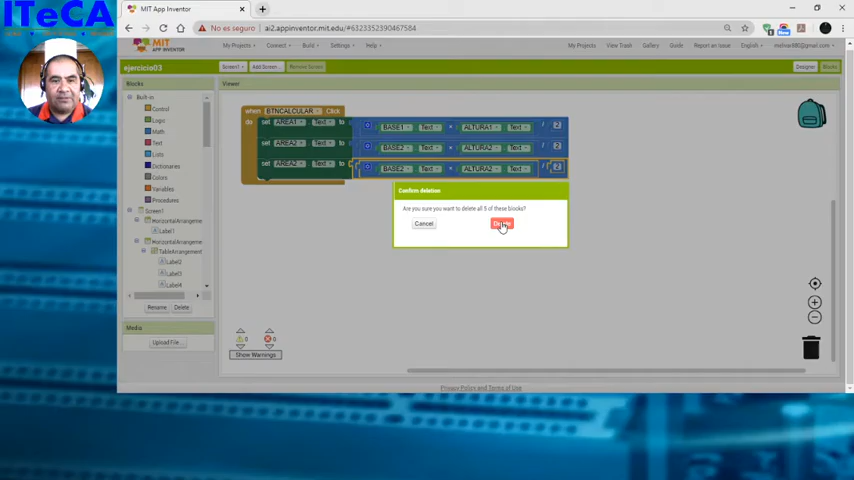 ITeCA
MIT App Inventor
No es seguro
ai2.appinventor.mit.edu/#6323352390467584
MIT
APP INVENTOR
My Projects
Connect
Build
Settings
Help
My Projects
View Trash
Gallery
Guide
Report an Issue
English
ejercicio03
Screen1
Add Screen...
Remove Screen
Designer
Blocks
Blocks
Viewer
Built-in
Control
Logic
Math
Text
Lists
Dictionaries
Colors
Variables
Procedures
Screen1
HorizontalArrangeme
Label1
HorizontalArrangeme
TableArrangement
Label2
Label3
Label4
Rename
Delete
Media
Upload File...
when BTNCALCULAR .Click
do
set AREA1 . Text to
BASE1 . Text × ALTURA1 . Text / 2
set AREA2 . Text to
BASE2 . Text × ALTURA2 . Text / 2
set AREA2 . Text to
BASE2 . Text × ALTURA2 . Text / 2
Confirm deletion
Are you sure you want to delete all 5 of these blocks?
Cancel
0
0
Show Warnings
Privacy Policy and Terms of Use